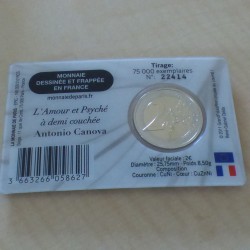 MONNAIE
DESSINÉE ET FRAPPÉE
EN FRANCE
monnaiedeparis.fr
L'Amour et Psyché
à demi couchée
Antonio Canova
3 663266 058627
Tirage:
75 000 exemplaires
N°. 22414
Valeur faciale : 2€
Diamètre : 25,75mm - Poids 8,50g
Composition
Couronne : CuNi - Cœur : CuZnNi